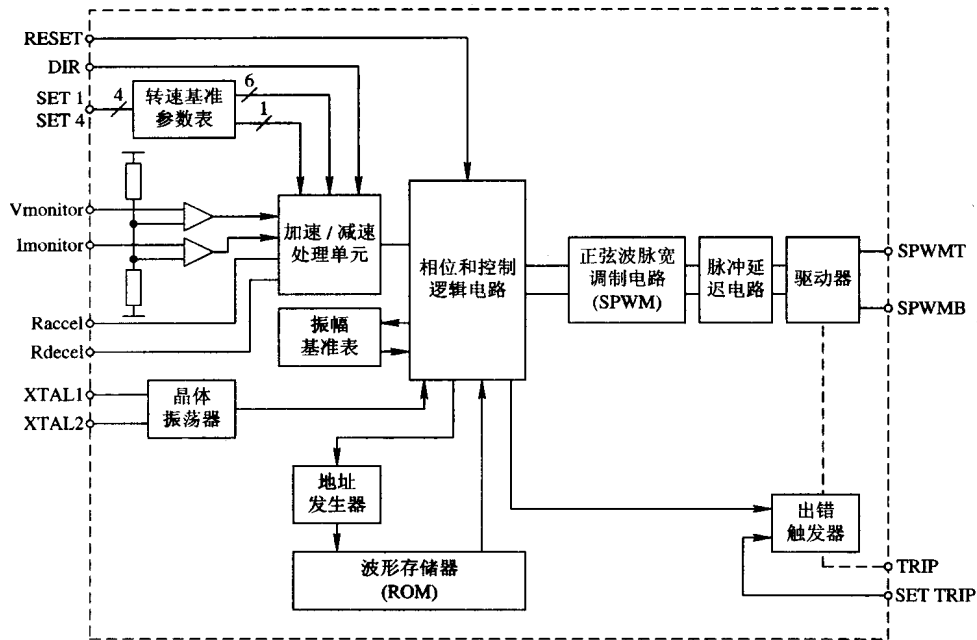 RESET
DIR
SET 1
SET 4
4
转速基准
参数表
6
1
Vmonitor
Imonitor
加速 / 减速
处理单元
相位和控制
逻辑电路
正弦波脉宽
调制电路
(SPWM)
脉冲延
迟电路
驱动器
SPWMT
SPWMB
Raccel
Rdecel
振幅
基准表
XTAL1
XTAL2
晶体
振荡器
地址
发生器
波形存储器
(ROM)
出错
触发器
TRIP
SET TRIP